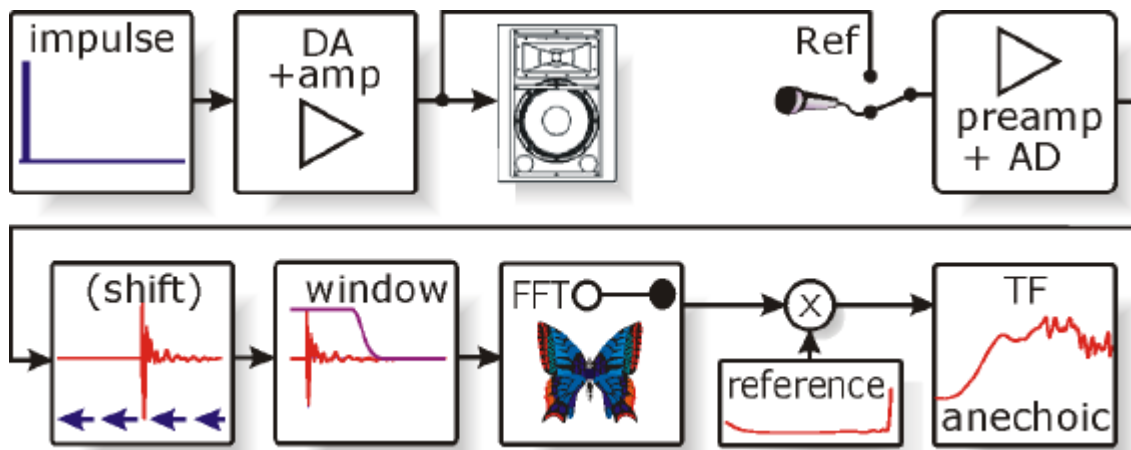 impulse
DA
+amp
Ref
preamp
+ AD
(shift)
window
FFT
X
reference
TF
anechoic